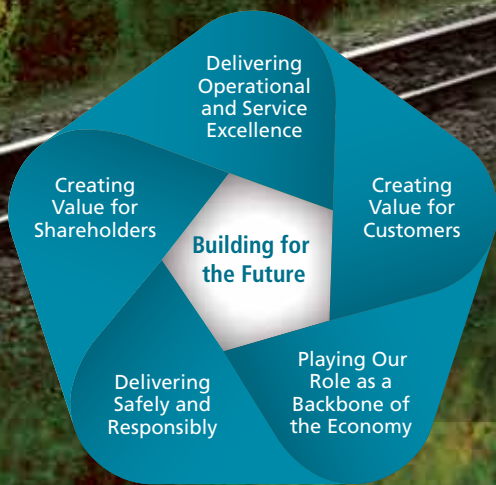 Delivering
Operational
and Service
Excellence
Creating
Value for
Shareholders
Creating
Value for
Customers
Building for
the Future
Delivering
Safely and
Responsibly
Playing Our
Role as a
Backbone of
the Economy